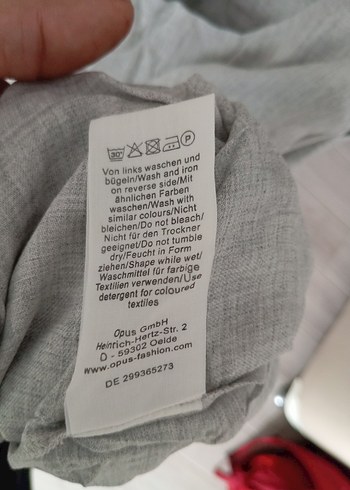 30°
P
Von links waschen und
bügeln/Wash and iron
on reverse side/Mit
ähnlichen Farben
waschen/Wash with
similar colours/Nicht
bleichen/Do not bleach/
Nicht für den Trockner
geeignet/Do not tumble
dry/Feucht in Form
ziehen/Shape while wet/
Waschmittel für farbige
Textilien verwenden/Use
detergent for coloured
textiles
Opus GmbH
Heinrich-Hertz-Str. 2
D - 59302 Oelde
www.opus-fashion.com
DE 299365273